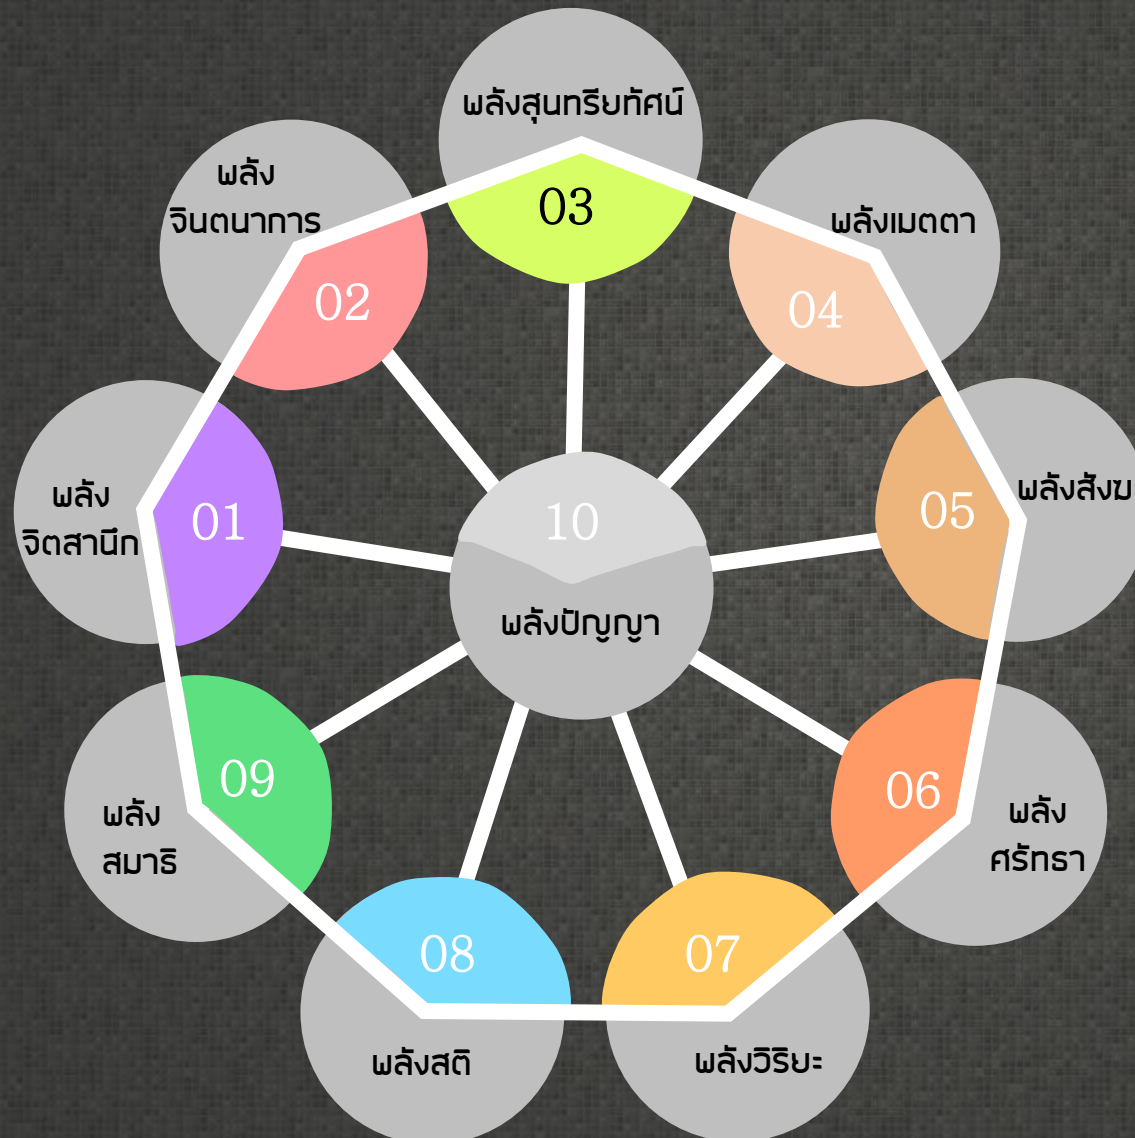 พลังสุนทรียทัศน์
03
พลัง
จินตนาการ
02
พลังเมตตา
04
พลัง
จิตสานึก
01
10
พลังปัญญา
05
พลังสังฆ
09
พลัง
สมาธิ
06
พลัง
ศรัทธา
08
พลังสติ
07
พลังวิริยะ